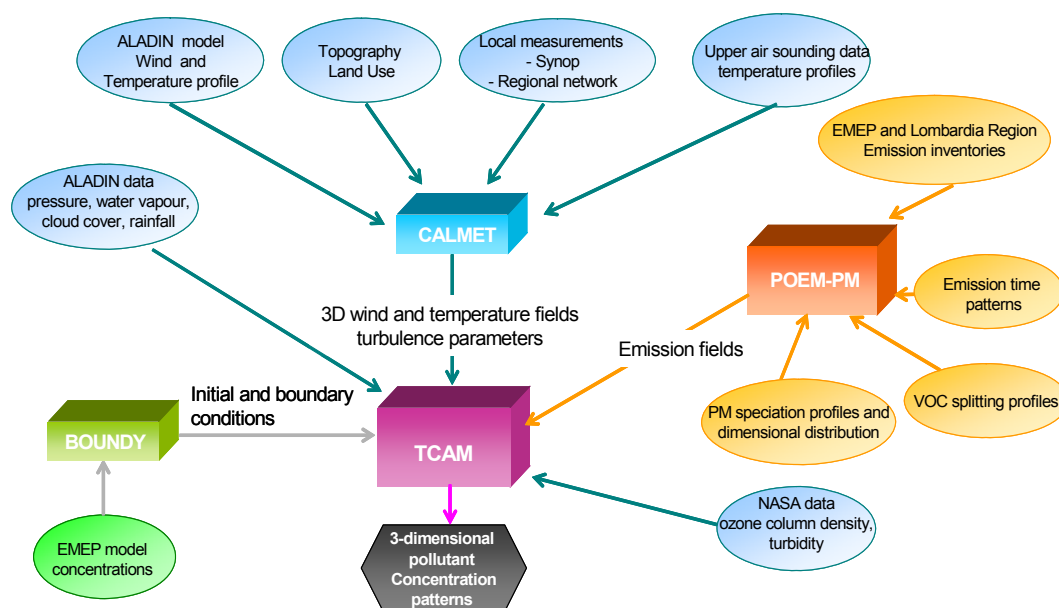 ALADIN model
Wind and
Temperature profile
Topography
Land Use
Local measurements
- Synop
- Regional network
Upper air sounding data
temperature profiles
EMEP and Lombardia Region
Emission inventories
ALADIN data
pressure, water vapour,
cloud cover, rainfall
CALMET
POEM-PM
Emission time
patterns
3D wind and temperature fields
turbulence parameters
Emission fields
Initial and boundary
conditions
BOUNDY
TCAM
PM speciation profiles and
dimensional distribution
VOC splitting profiles
NASA data
ozone column density,
turbidity
EMEP model
concentrations
3-dimensional
pollutant
Concentration
patterns